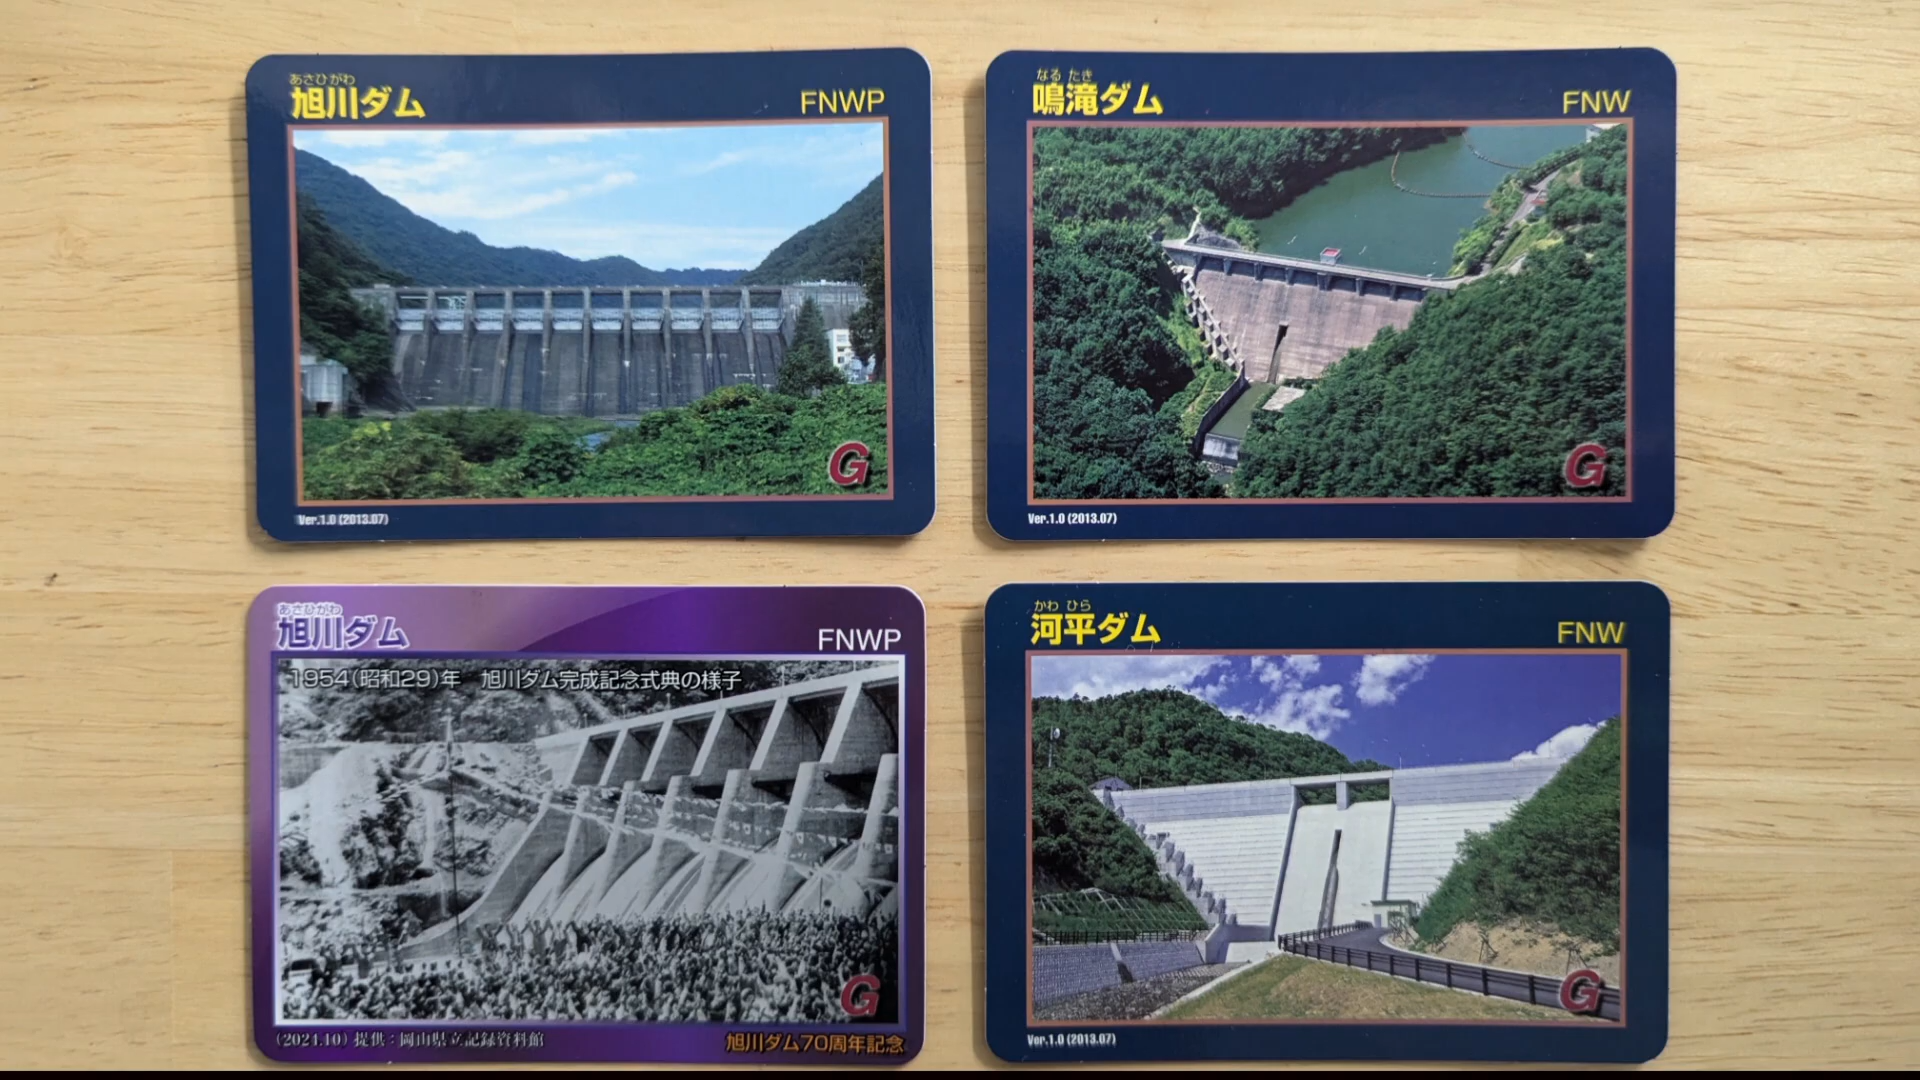 あさひがわ
旭川ダム
FNWP
G
Ver.1.0 (2013.07)
なる たき
鳴滝ダム
FNW
G
Ver.1.0 (2013.07)
あさひがわ
旭川ダム
FNWP
1954(昭和29)年 旭川ダム完成記念式典の様子
G
(2024.10) 提供:岡山県立記録資料館
旭川ダム70周年記念
かわ ひら
河平ダム
FNW
G
Ver.1.0 (2013.07)